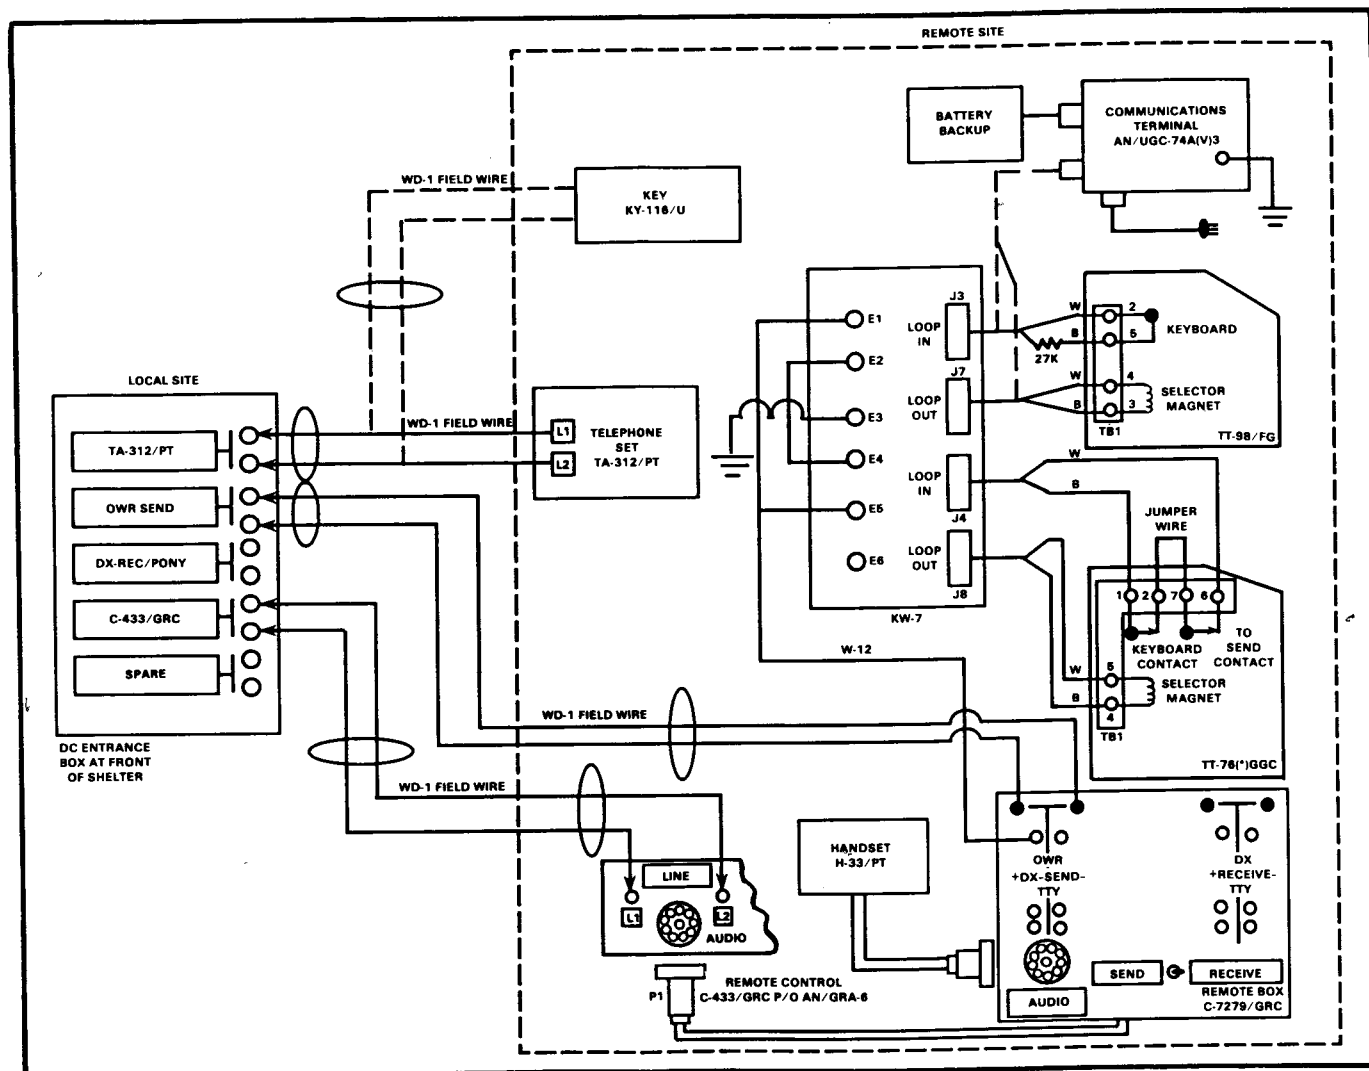 REMOTE SITE
BATTERY
BACKUP
COMMUNICATIONS
TERMINAL
AN/UGC-74A(V)3
WD-1 FIELD WIRE
KEY
KY-116/U
LOCAL SITE
TA-312/PT
OWR SEND
DX-REC/PONY
C-433/GRC
SPARE
DC ENTRANCE
BOX AT FRONT
OF SHELTER
WD-1 FIELD WIRE
L1
L2
TELEPHONE
SET
TA-312/PT
E1
E2
E3
E4
E5
E6
J3
LOOP
IN
J7
LOOP
OUT
LOOP
IN
J4
LOOP
OUT
J8
KW-7
W
B
27K
2
5
KEYBOARD
W
B
4
3
SELECTOR
MAGNET
TB1
TT-98/FG
W
B
JUMPER
WIRE
1
2
7
6
KEYBOARD
CONTACT
TO
SEND
CONTACT
W
B
5
4
SELECTOR
MAGNET
TB1
TT-76(*)GGC
W-12
WD-1 FIELD WIRE
WD-1 FIELD WIRE
LINE
L1
L2
AUDIO
P1
REMOTE CONTROL
C-433/GRC P/O AN/GRA-6
HANDSET
H-33/PT
OWR
+DX-SEND-
TTY
DX
+RECEIVE-
TTY
AUDIO
SEND
RECEIVE
REMOTE BOX
C-7279/GRC